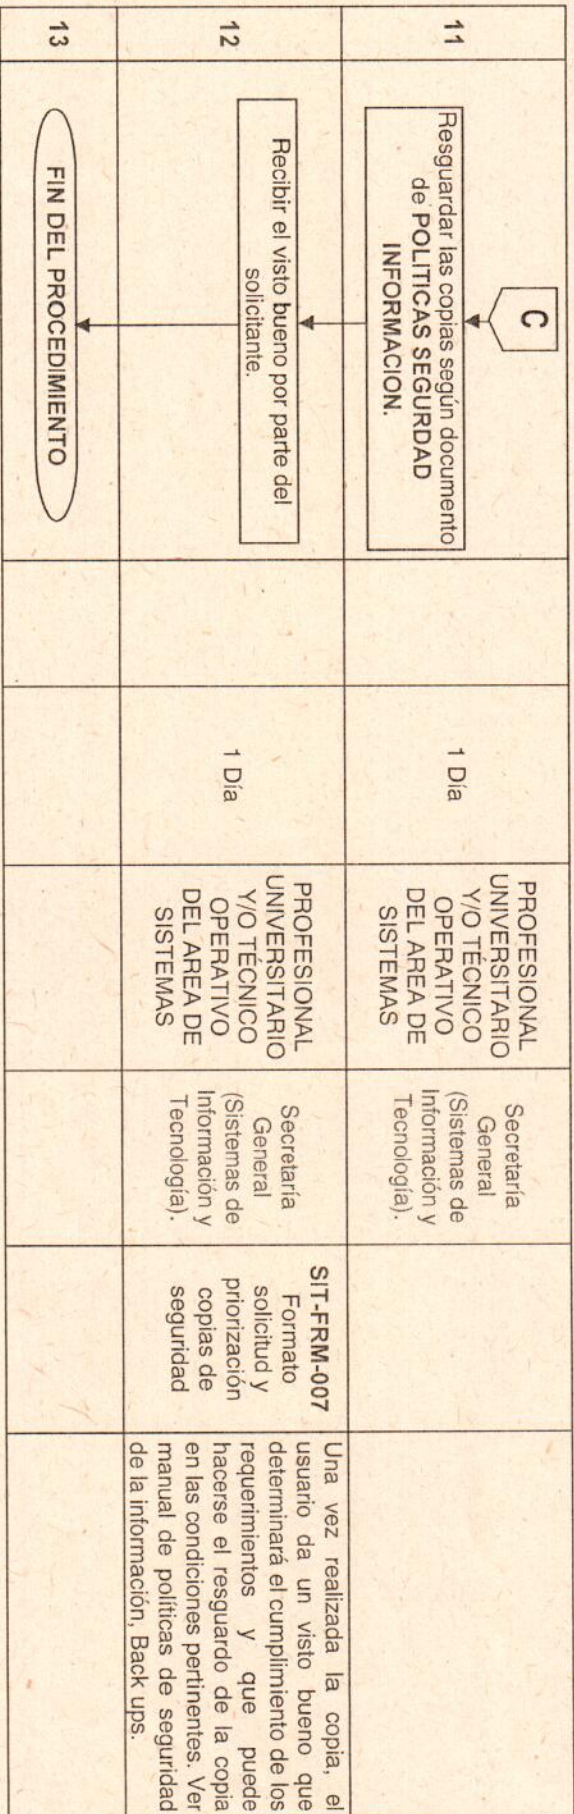 11
C
Resguardar las copias según documento
de POLITICAS SEGURDAD
INFORMACION.
1 Día
PROFESIONAL
UNIVERSITARIO
Y/O TÉCNICO
OPERATIVO
DEL AREA DE
SISTEMAS
Secretaría
General
(Sistemas de
Información y
Tecnología).
12
Recibir el visto bueno por parte del
solicitante.
1 Día
PROFESIONAL
UNIVERSITARIO
Y/O TÉCNICO
OPERATIVO
DEL AREA DE
SISTEMAS
Secretaría
General
(Sistemas de
Información y
Tecnología).
SIT-FRM-007
Formato
solicitud y
priorización
copias de
seguridad
Una vez realizada la copia, el
usuario da un visto bueno que
determinará el cumplimiento de los
requerimientos y que puede
hacerse el resguardo de la copia
en las condiciones pertinentes. Ver
manual de políticas de seguridad
de la información, Back ups.
13
FIN DEL PROCEDIMIENTO